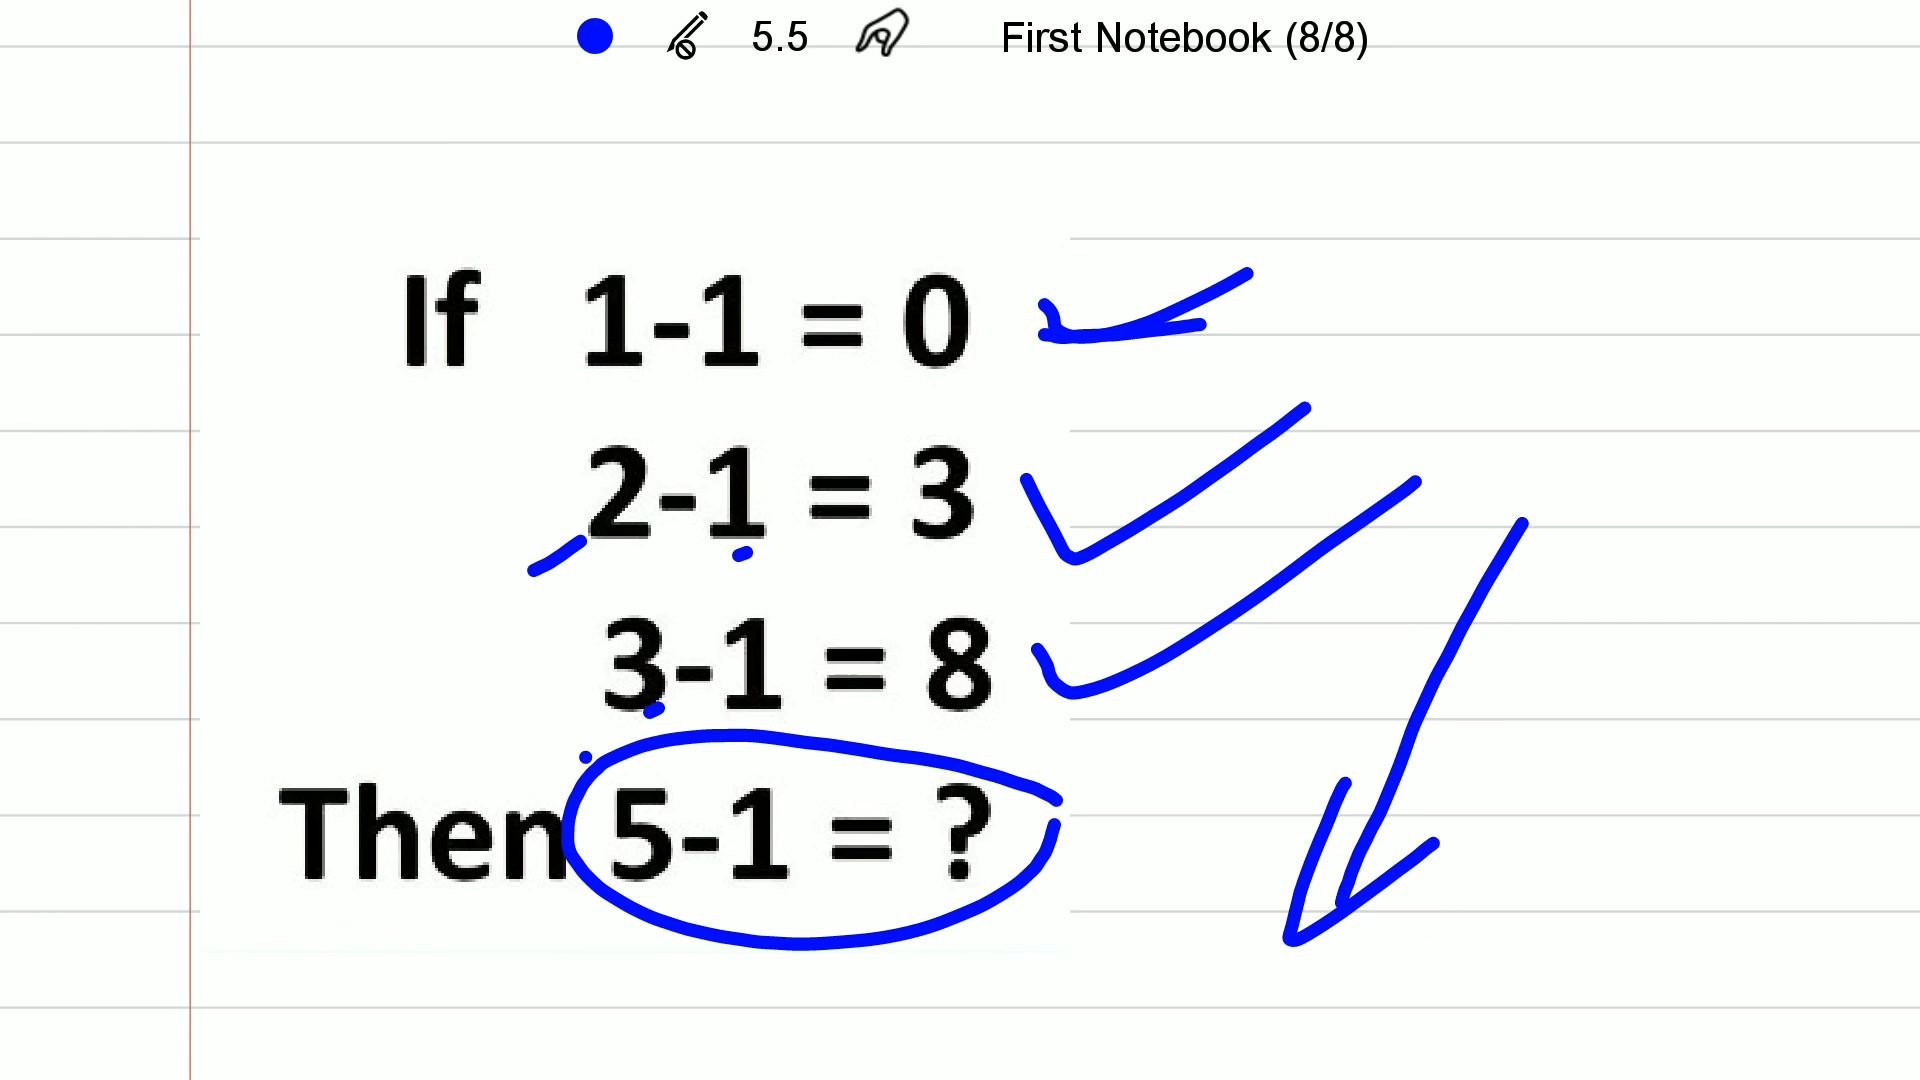 5.5 First Notebook (8/8)
If 1-1 = 0
2-1 = 3
3-1 = 8
Then 5-1 = ?